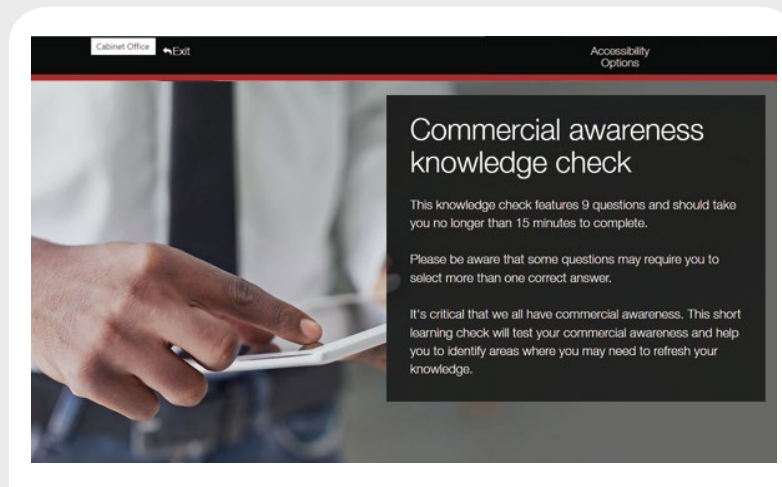 Cabinet Office
Exit
Accessibility
Options
Commercial awareness
knowledge check
This knowledge check features 9 questions and should take
you no longer than 15 minutes to complete.
Please be aware that some questions may require you to
select more than one correct answer.
It's critical that we all have commercial awareness. This short
learning check will test your commercial awareness and help
you to identify areas where you may need to refresh your
knowledge.